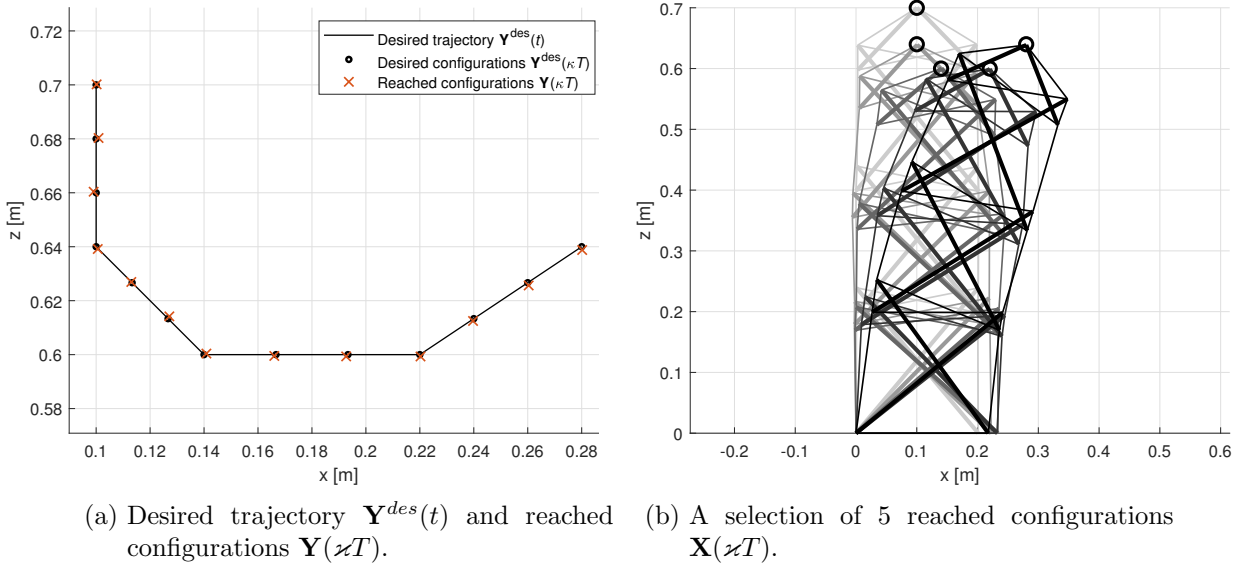 0.72
0.7
0.68
0.66
0.64
0.62
0.6
0.58
z [m]
0.1 0.12 0.14 0.16 0.18 0.2 0.22 0.24 0.26 0.28
x [m]
Desired trajectory Y^des(t)
Desired configurations Y^des(κT)
Reached configurations Y(κT)
(a) Desired trajectory Y^des(t) and reached
configurations Y(ϰT).
0.7
0.6
0.5
0.4
0.3
0.2
0.1
0
z [m]
-0.2 -0.1 0 0.1 0.2 0.3 0.4 0.5 0.6
x [m]
(b) A selection of 5 reached configurations
X(ϰT).